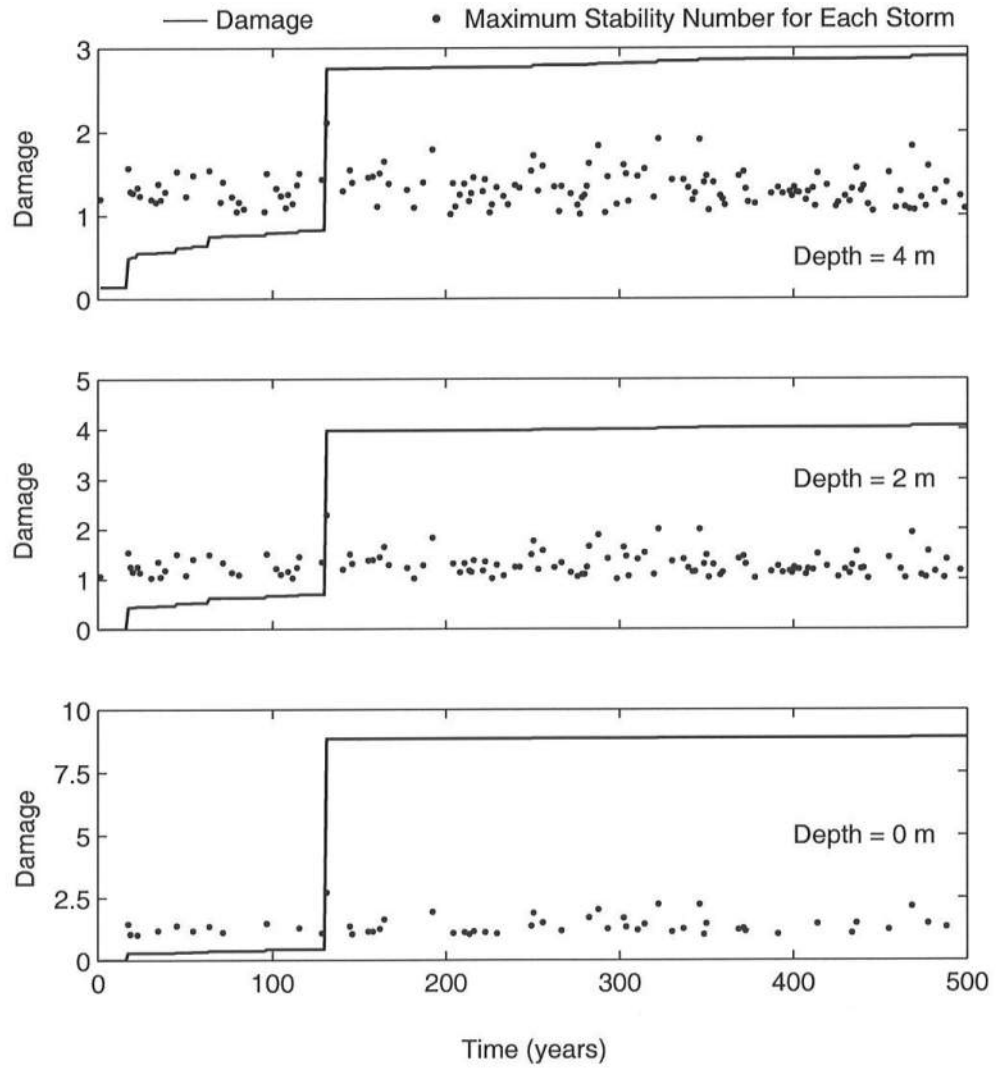 Damage
Maximum Stability Number for Each Storm
3
2
1
0
Damage
Depth = 4 m
5
4
3
2
1
0
Damage
Depth = 2 m
10
7.5
5
2.5
0
Damage
Depth = 0 m
0 100 200 300 400 500
Time (years)